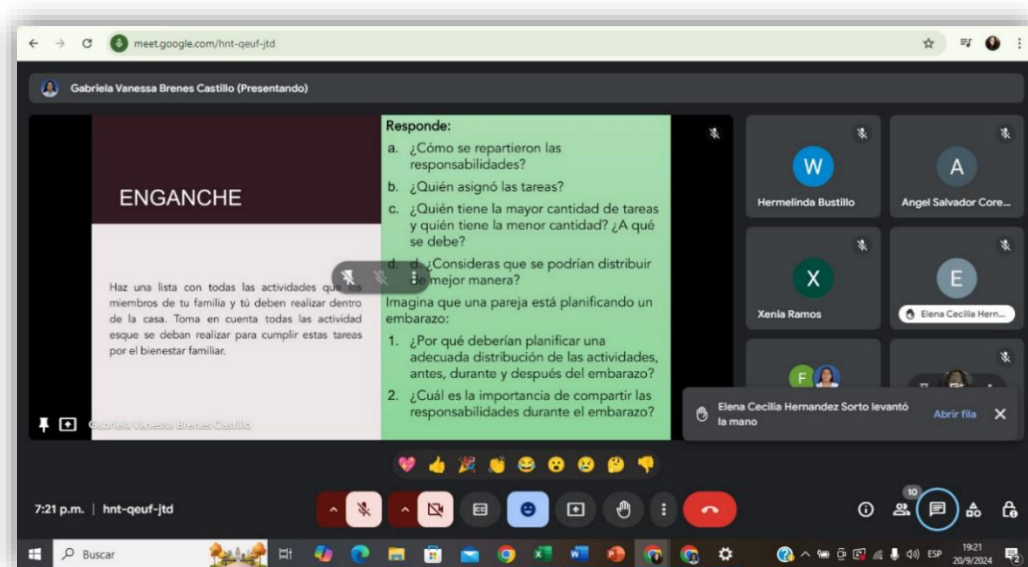 meet.google.com/hnt-qeuf-jtd
Gabriela Vanessa Brenes Castillo (Presentando)
ENGANCHE
Haz una lista con todas las actividades que los
miembros de tu familia y tú deben realizar dentro
de la casa. Toma en cuenta todas las actividad
esque se deban realizar para cumplir estas tareas
por el bienestar familiar.
Responde:
a. ¿Cómo se repartieron las
responsabilidades?
b. ¿Quién asignó las tareas?
c. ¿Quién tiene la mayor cantidad de tareas
y quién tiene la menor cantidad? ¿A qué
se debe?
d. d. ¿Consideras que se podrían distribuir
de mejor manera?
Imagina que una pareja está planificando un
embarazo:
1. ¿Por qué deberían planificar una
adecuada distribución de las actividades,
antes, durante y después del embarazo?
2. ¿Cuál es la importancia de compartir las
responsabilidades durante el embarazo?
Gabriela Vanessa Brenes Castillo
W
Hermelinda Bustillo
A
Angel Salvador Core...
X
Xenia Ramos
E
Elena Cecilia Hern...
F
Elena Cecilia Hernandez Sorto levantó
la mano
Abrir fila
7:21 p.m. | hnt-qeuf-jtd
10
Buscar
ESP
19:21
20/9/2024
2